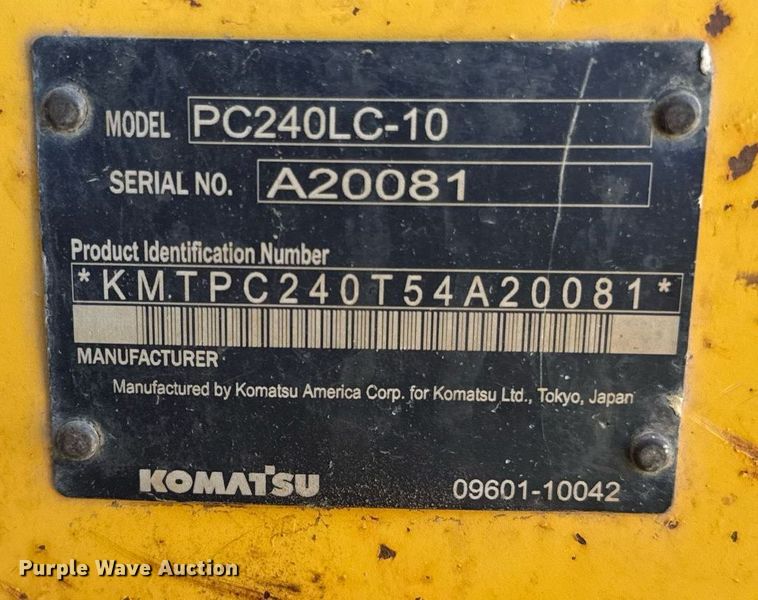 MODEL PC240LC-10
SERIAL NO. A20081
Product Identification Number
*KMTPC240T54A20081*
MANUFACTURER
Manufactured by Komatsu America Corp. for Komatsu Ltd., Tokyo, Japan
KOMATSU 09601-10042
Purple Wave Auction